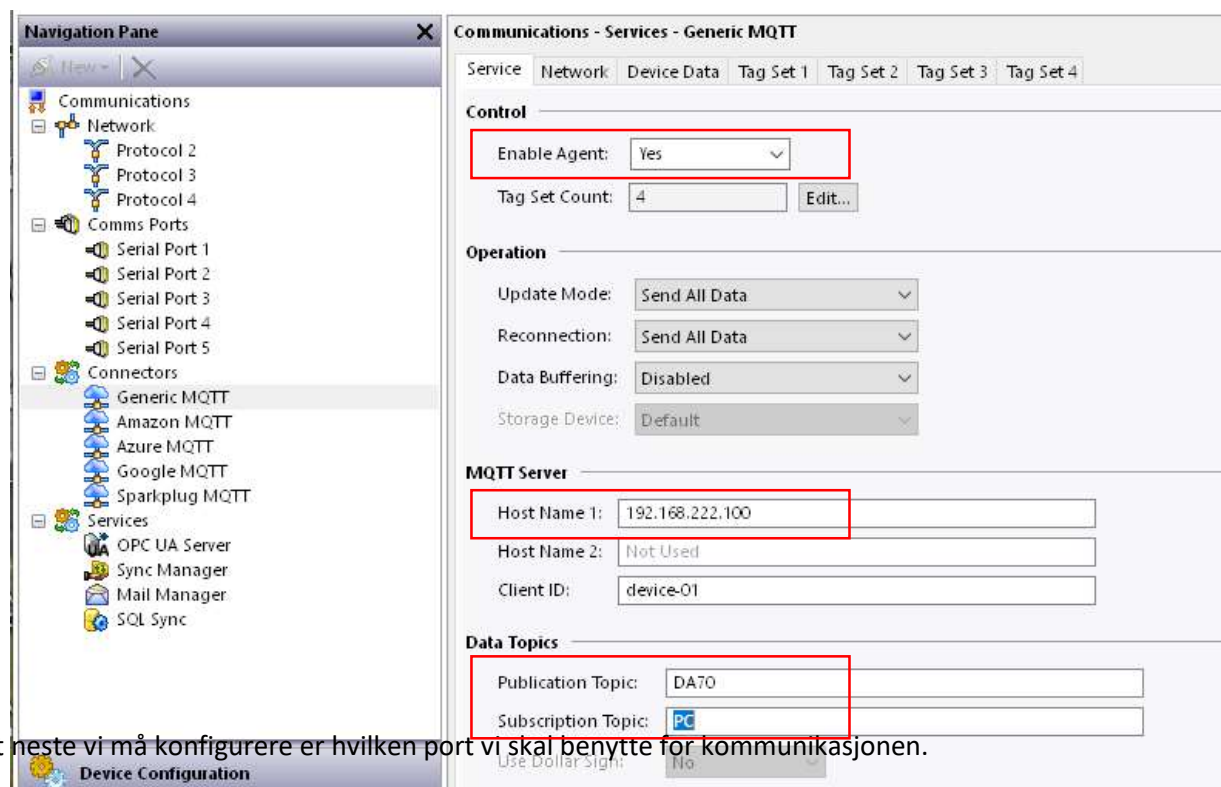 Navigation Pane
New
Communications
Network
Protocol 2
Protocol 3
Protocol 4
Comms Ports
Serial Port 1
Serial Port 2
Serial Port 3
Serial Port 4
Serial Port 5
Connectors
Generic MQTT
Amazon MQTT
Azure MQTT
Google MQTT
Sparkplug MQTT
Services
OPC UA Server
Sync Manager
Mail Manager
SQL Sync
Communications - Services - Generic MQTT
Service Network Device Data Tag Set 1 Tag Set 2 Tag Set 3 Tag Set 4
Control
Enable Agent: Yes
Tag Set Count: 4 Edit...
Operation
Update Mode: Send All Data
Reconnection: Send All Data
Data Buffering: Disabled
Storage Device: Default
MQTT Server
Host Name 1: 192.168.222.100
Host Name 2: Not Used
Client ID: device-01
Data Topics
Publication Topic: DA70
Subscription Topic: PC
t neste vi må konfigurere er hvilken port vi skal benytte for kommunikasjonen.
Use Dollar Sign: No
Device Configuration